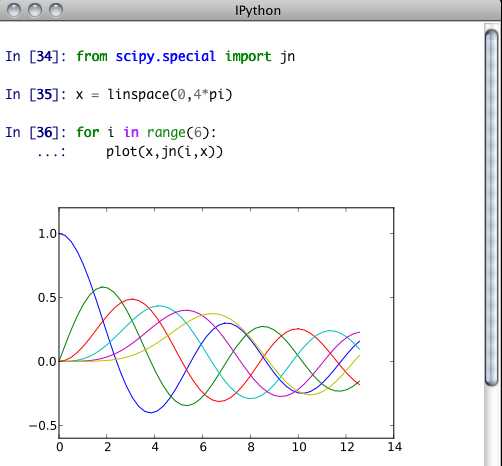 IPython
In [34]: from scipy.special import jn
In [35]: x = linspace(0,4*pi)
In [36]: for i in range(6):
...: plot(x,jn(i,x))
1.0
0.5
0.0
−0.5
0 2 4 6 8 10 12 14